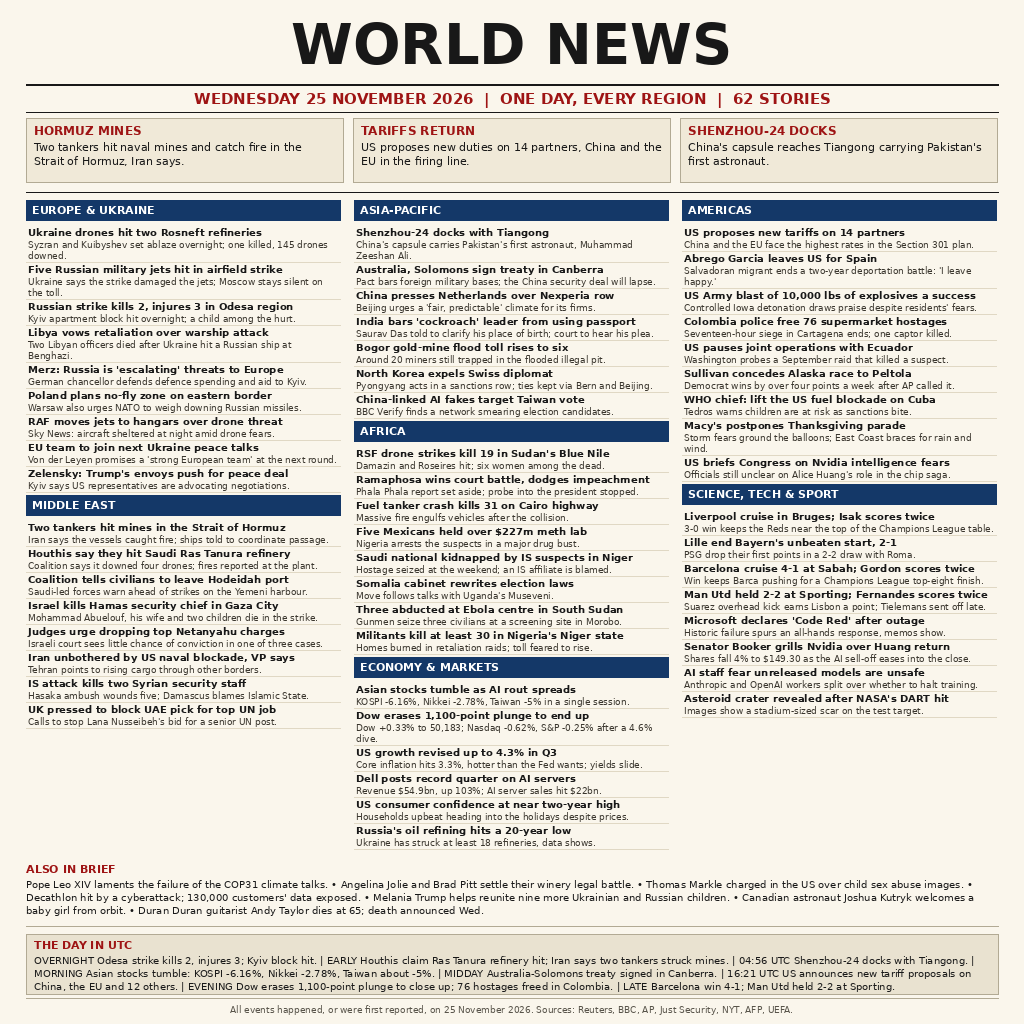 WORLD NEWS
WEDNESDAY 25 NOVEMBER 2026 | ONE DAY, EVERY REGION | 62 STORIES
HORMUZ MINES
Two tankers hit naval mines and catch fire in the
Strait of Hormuz, Iran says.
TARIFFS RETURN
US proposes new duties on 14 partners, China and the
EU in the firing line.
SHENZHOU-24 DOCKS
China's capsule reaches Tiangong carrying Pakistan's
first astronaut.
EUROPE & UKRAINE
Ukraine drones hit two Rosneft refineries
Syzran and Kuibyshev set ablaze overnight; one killed, 145 drones
downed.
Five Russian military jets hit in airfield strike
Ukraine says the strike damaged the jets; Moscow stays silent on
the toll.
Russian strike kills 2, injures 3 in Odesa region
Kyiv apartment block hit overnight; a child among the hurt.
Libya vows retaliation over warship attack
Two Libyan officers died after Ukraine hit a Russian ship at
Benghazi.
Merz: Russia is 'escalating' threats to Europe
German chancellor defends defence spending and aid to Kyiv.
Poland plans no-fly zone on eastern border
Warsaw also urges NATO to weigh downing Russian missiles.
RAF moves jets to hangars over drone threat
Sky News: aircraft sheltered at night amid drone fears.
EU team to join next Ukraine peace talks
Von der Leyen promises a 'strong European team' at the next round.
Zelensky: Trump's envoys push for peace deal
Kyiv says US representatives are advocating negotiations.
MIDDLE EAST
Two tankers hit mines in the Strait of Hormuz
Iran says the vessels caught fire; ships told to coordinate passage.
Houthis say they hit Saudi Ras Tanura refinery
Coalition says it downed four drones; fires reported at the plant.
Coalition tells civilians to leave Hodeidah port
Saudi-led forces warn ahead of strikes on the Yemeni harbour.
Israel kills Hamas security chief in Gaza City
Mohammad Abuelouf, his wife and two children die in the strike.
Judges urge dropping top Netanyahu charges
Israeli court sees little chance of conviction in one of three cases.
Iran unbothered by US naval blockade, VP says
Tehran points to rising cargo through other borders.
IS attack kills two Syrian security staff
Hasaka ambush wounds five; Damascus blames Islamic State.
UK pressed to block UAE pick for top UN job
Calls to stop Lana Nusseibeh's bid for a senior UN post.
ASIA-PACIFIC
Shenzhou-24 docks with Tiangong
China's capsule carries Pakistan's first astronaut, Muhammad
Zeeshan Ali.
Australia, Solomons sign treaty in Canberra
Pact bars foreign military bases; the China security deal will lapse.
China presses Netherlands over Nexperia row
Beijing urges a 'fair, predictable' climate for its firms.
India bars 'cockroach' leader from using passport
Saurav Das told to clarify his place of birth; court to hear his plea.
Bogor gold-mine flood toll rises to six
Around 20 miners still trapped in the flooded illegal pit.
North Korea expels Swiss diplomat
Pyongyang acts in a sanctions row; ties kept via Bern and Beijing.
China-linked AI fakes target Taiwan vote
BBC Verify finds a network smearing election candidates.
AFRICA
RSF drone strikes kill 19 in Sudan's Blue Nile
Damazin and Roseires hit; six women among the dead.
Ramaphosa wins court battle, dodges impeachment
Phala Phala report set aside; probe into the president stopped.
Fuel tanker crash kills 31 on Cairo highway
Massive fire engulfs vehicles after the collision.
Five Mexicans held over $227m meth lab
Nigeria arrests the suspects in a major drug bust.
Saudi national kidnapped by IS suspects in Niger
Hostage seized at the weekend; an IS affiliate is blamed.
Somalia cabinet rewrites election laws
Move follows talks with Uganda's Museveni.
Three abducted at Ebola centre in South Sudan
Gunmen seize three civilians at a screening site in Morobo.
Militants kill at least 30 in Nigeria's Niger state
Homes burned in retaliation raids; toll feared to rise.
ECONOMY & MARKETS
Asian stocks tumble as AI rout spreads
KOSPI -6.16%, Nikkei -2.78%, Taiwan -5% in a single session.
Dow erases 1,100-point plunge to end up
Dow +0.33% to 50,183; Nasdaq -0.62%, S&P -0.25% after a 4.6%
dive.
US growth revised up to 4.3% in Q3
Core inflation hits 3.3%, hotter than the Fed wants; yields slide.
Dell posts record quarter on AI servers
Revenue $54.9bn, up 103%; AI server sales hit $22bn.
US consumer confidence at near two-year high
Households upbeat heading into the holidays despite prices.
Russia's oil refining hits a 20-year low
Ukraine has struck at least 18 refineries, data shows.
AMERICAS
US proposes new tariffs on 14 partners
China and the EU face the highest rates in the Section 301 plan.
Abrego Garcia leaves US for Spain
Salvadoran migrant ends a two-year deportation battle: 'I leave
happy.'
US Army blast of 10,000 lbs of explosives a success
Controlled Iowa detonation draws praise despite residents' fears.
Colombia police free 76 supermarket hostages
Seventeen-hour siege in Cartagena ends; one captor killed.
US pauses joint operations with Ecuador
Washington probes a September raid that killed a suspect.
Sullivan concedes Alaska race to Peltola
Democrat wins by over four points a week after AP called it.
WHO chief: lift the US fuel blockade on Cuba
Tedros warns children are at risk as sanctions bite.
Macy's postpones Thanksgiving parade
Storm fears ground the balloons; East Coast braces for rain and
wind.
US briefs Congress on Nvidia intelligence fears
Officials still unclear on Alice Huang's role in the chip saga.
SCIENCE, TECH & SPORT
Liverpool cruise in Bruges; Isak scores twice
3-0 win keeps the Reds near the top of the Champions League table.
Lille end Bayern's unbeaten start, 2-1
PSG drop their first points in a 2-2 draw with Roma.
Barcelona cruise 4-1 at Sabah; Gordon scores twice
Win keeps Barca pushing for a Champions League top-eight finish.
Man Utd held 2-2 at Sporting; Fernandes scores twice
Suarez overhead kick earns Lisbon a point; Tielemans sent off late.
Microsoft declares 'Code Red' after outage
Historic failure spurs an all-hands response, memos show.
Senator Booker grills Nvidia over Huang return
Shares fall 4% to $149.30 as the AI sell-off eases into the close.
AI staff fear unreleased models are unsafe
Anthropic and OpenAI workers split over whether to halt training.
Asteroid crater revealed after NASA's DART hit
Images show a stadium-sized scar on the test target.
ALSO IN BRIEF
Pope Leo XIV laments the failure of the COP31 climate talks. • Angelina Jolie and Brad Pitt settle their winery legal battle. • Thomas Markle charged in the US over child sex abuse images. •
Decathlon hit by a cyberattack; 130,000 customers' data exposed. • Melania Trump helps reunite nine more Ukrainian and Russian children. • Canadian astronaut Joshua Kutryk welcomes a
baby girl from orbit. • Duran Duran guitarist Andy Taylor dies at 65; death announced Wed.
THE DAY IN UTC
OVERNIGHT Odesa strike kills 2, injures 3; Kyiv block hit. | EARLY Houthis claim Ras Tanura refinery hit; Iran says two tankers struck mines. | 04:56 UTC Shenzhou-24 docks with Tiangong. |
MORNING Asian stocks tumble: KOSPI -6.16%, Nikkei -2.78%, Taiwan about -5%. | MIDDAY Australia-Solomons treaty signed in Canberra. | 16:21 UTC US announces new tariff proposals on
China, the EU and 12 others. | EVENING Dow erases 1,100-point plunge to close up; 76 hostages freed in Colombia. | LATE Barcelona win 4-1; Man Utd held 2-2 at Sporting.
All events happened, or were first reported, on 25 November 2026. Sources: Reuters, BBC, AP, Just Security, NYT, AFP, UEFA.